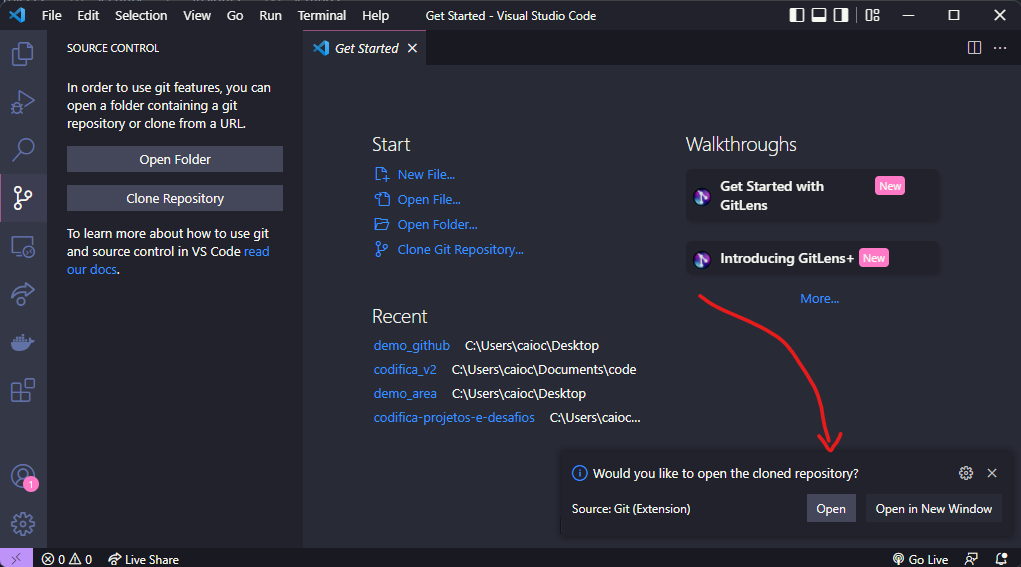 File Edit Selection View Go Run Terminal Help Get Started - Visual Studio Code
SOURCE CONTROL
In order to use git features, you can
open a folder containing a git
repository or clone from a URL.
Open Folder
Clone Repository
To learn more about how to use git
and source control in VS Code read
our docs.
Get Started
Start
New File...
Open File...
Open Folder...
Clone Git Repository...
Recent
demo_github C:\Users\caioc\Desktop
codifica_v2 C:\Users\caioc\Documents\code
demo_area C:\Users\caioc\Desktop
codifica-projetos-e-desafios C:\Users\caioc...
Walkthroughs
Get Started with New
GitLens
Introducing GitLens+ New
More...
Would you like to open the cloned repository?
Source: Git (Extension) Open Open in New Window
1
0 0 Live Share Go Live